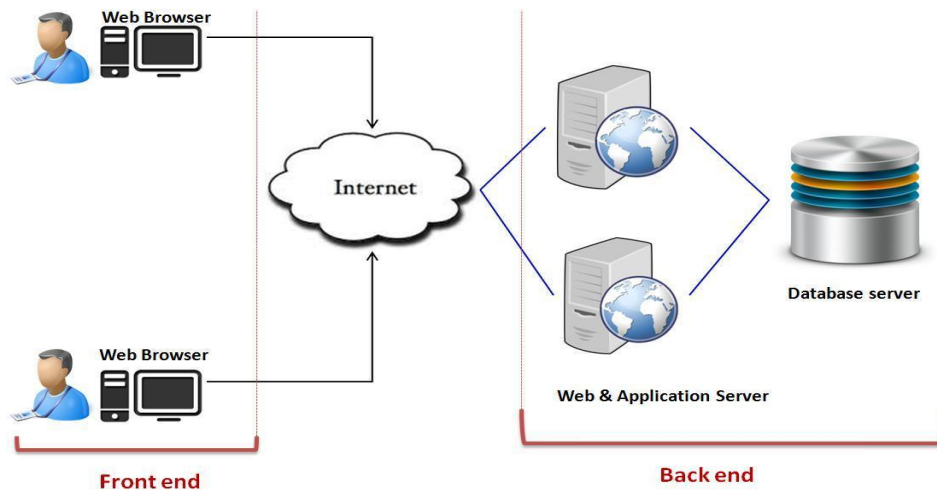 Web Browser
Internet
Database server
Web Browser
Web & Application Server
Front end
Back end